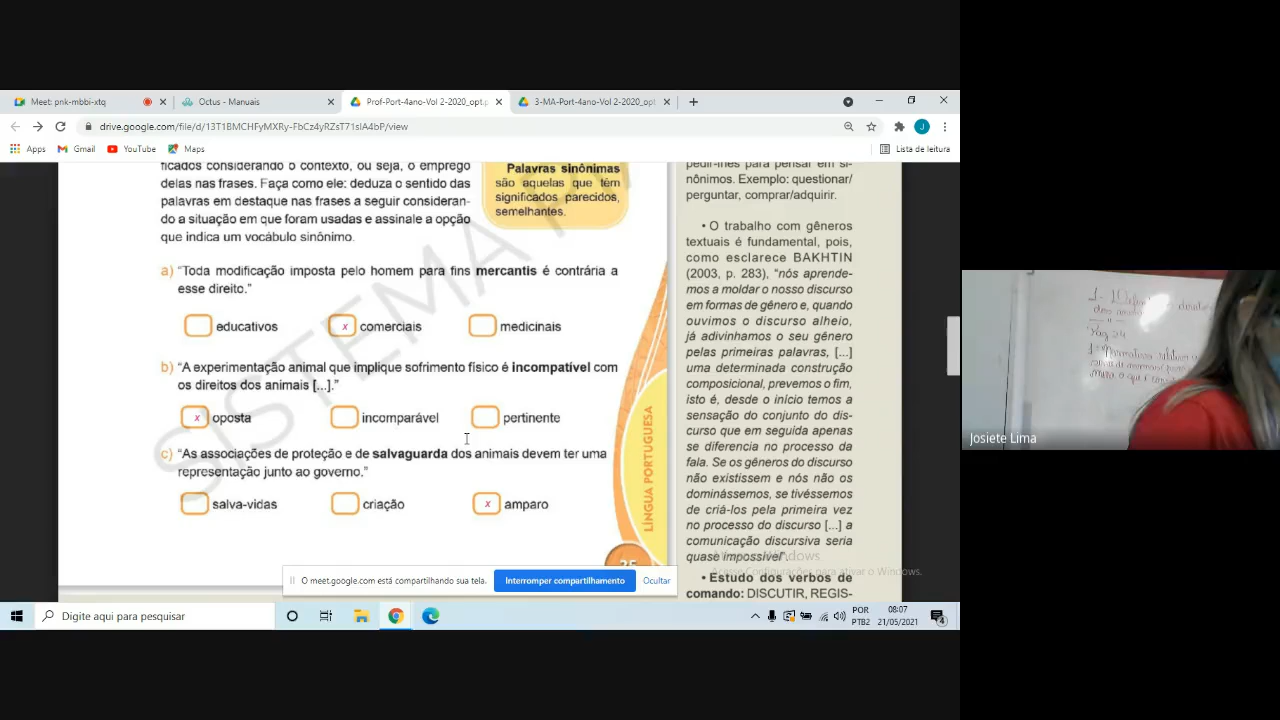 Meet: pnk-mbbi-xtq
Octus - Manuais
Prof-Port-4ano-Vol 2-2020_opt.p
3-MA-Port-4ano-Vol 2-2020_opt
drive.google.com/file/d/13T1BMCHFyMXRy-FbCz4yRZsT71sIA4bP/view
Apps
Gmail
YouTube
Maps
Lista de leitura
ficados considerando o contexto, ou seja, o emprego
delas nas frases. Faça como ele: deduza o sentido das
palavras em destaque nas frases a seguir consideran-
do a situação em que foram usadas e assinale a opção
que indica um vocábulo sinônimo.
Palavras sinônimas
são aquelas que têm
significados parecidos,
semelhantes.
a) "Toda modificação imposta pelo homem para fins mercantis é contrária a
esse direito."
educativos
x comerciais
medicinais
b) "A experimentação animal que implique sofrimento físico é incompatível com
os direitos dos animais [...]."
x oposta
incomparável
pertinente
c) "As associações de proteção e de salvaguarda dos animais devem ter uma
representação junto ao governo."
salva-vidas
criação
x amparo
SISTEMA
LÍNGUA PORTUGUESA
pedir-lhes para pensar em si-
nônimos. Exemplo: questionar/
perguntar, comprar/adquirir.
• O trabalho com gêneros
textuais é fundamental, pois,
como esclarece BAKHTIN
(2003, p. 283), "nós aprende-
mos a moldar o nosso discurso
em formas de gênero e, quando
ouvimos o discurso alheio,
já adivinhamos o seu gênero
pelas primeiras palavras, [...]
uma determinada construção
composicional, prevemos o fim,
isto é, desde o início temos a
sensação do conjunto do dis-
curso que em seguida apenas
se diferencia no processo da
fala. Se os gêneros do discurso
não existissem e nós não os
dominássemos, se tivéssemos
de criá-los pela primeira vez
no processo do discurso [...] a
comunicação discursiva seria
quase impossível".
• Estudo dos verbos de
comando: DISCUTIR, REGIS-
Windows
Acesse Configurações para ativar o Windows.
O meet.google.com está compartilhando sua tela.
Interromper compartilhamento
Ocultar
Digite aqui para pesquisar
POR
PTB2
08:07
21/05/2021
4
Josiete Lima